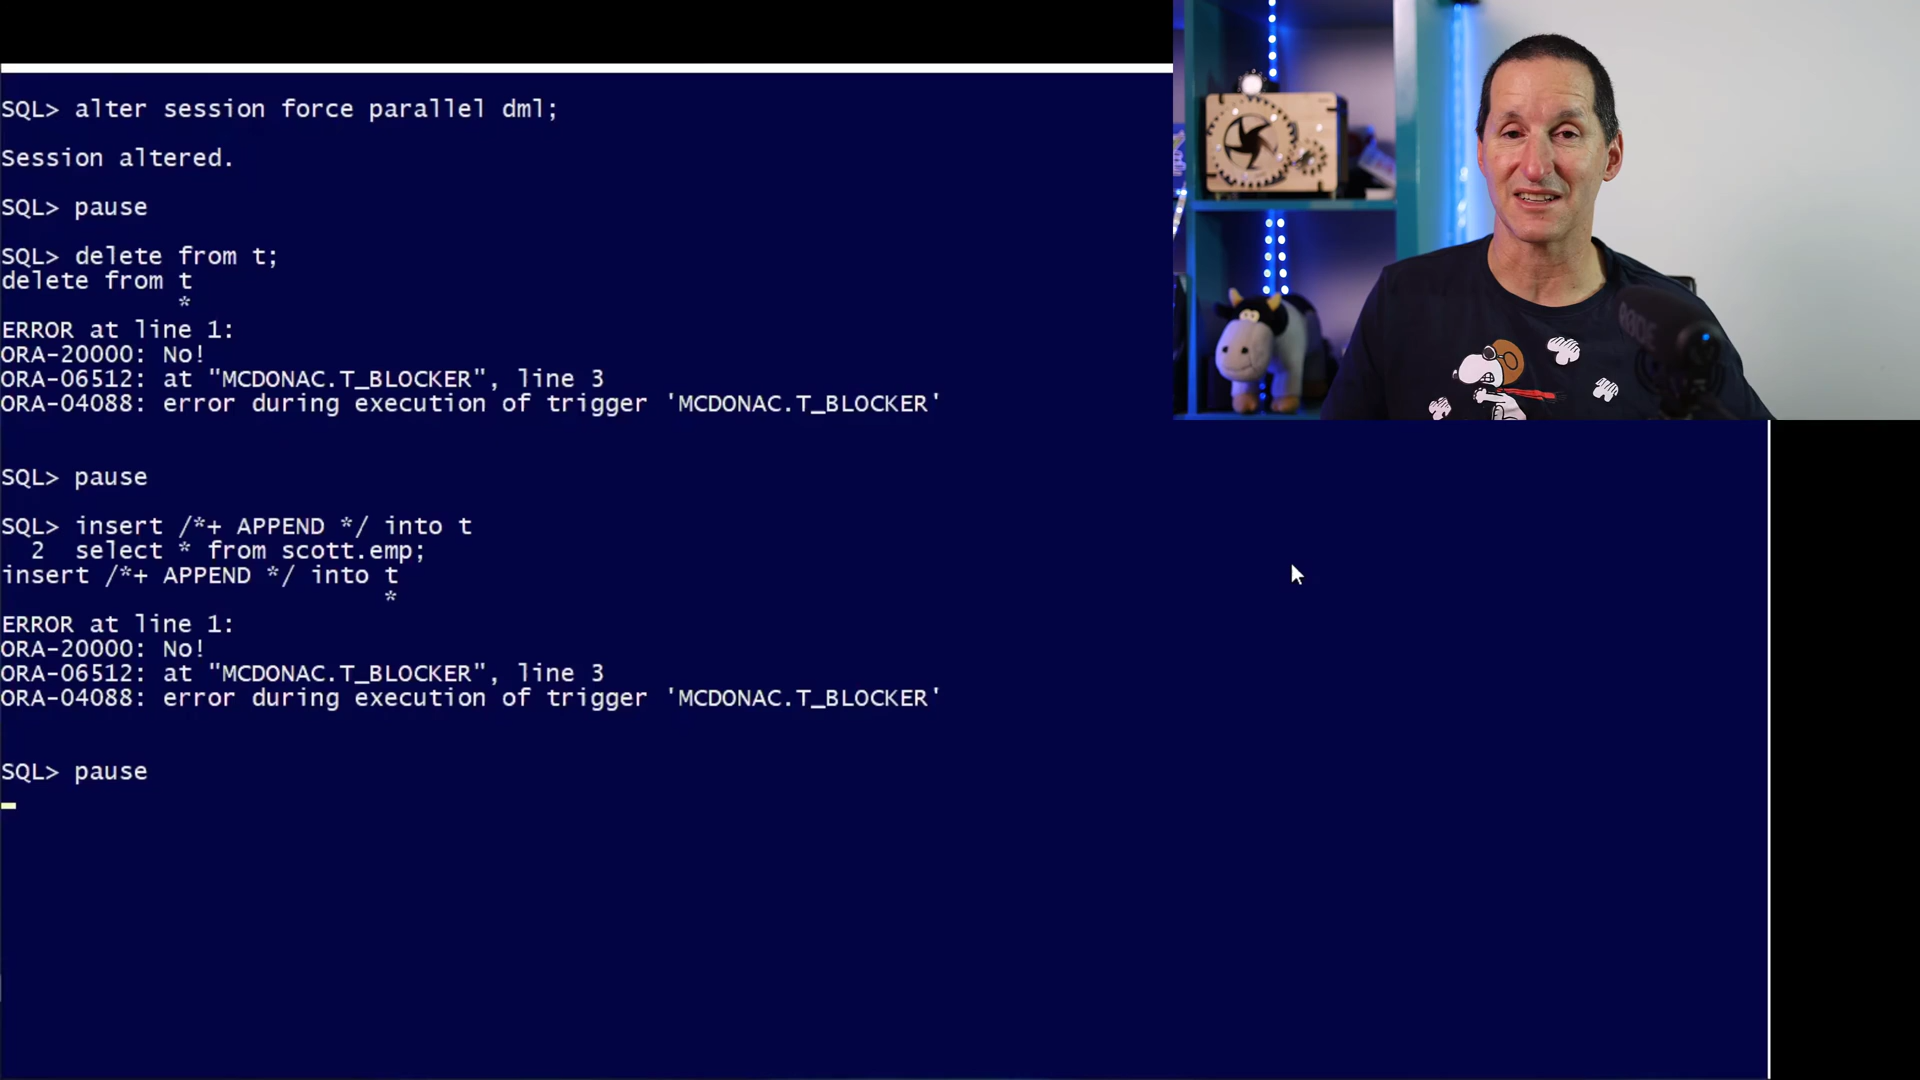 SQL> alter session force parallel dml;
Session altered.
SQL> pause
SQL> delete from t;
delete from t
*
ERROR at line 1:
ORA-20000: No!
ORA-06512: at "MCDONAC.T_BLOCKER", line 3
ORA-04088: error during execution of trigger 'MCDONAC.T_BLOCKER'
SQL> pause
SQL> insert /*+ APPEND */ into t
2 select * from scott.emp;
insert /*+ APPEND */ into t
*
ERROR at line 1:
ORA-20000: No!
ORA-06512: at "MCDONAC.T_BLOCKER", line 3
ORA-04088: error during execution of trigger 'MCDONAC.T_BLOCKER'
SQL> pause
RØDE